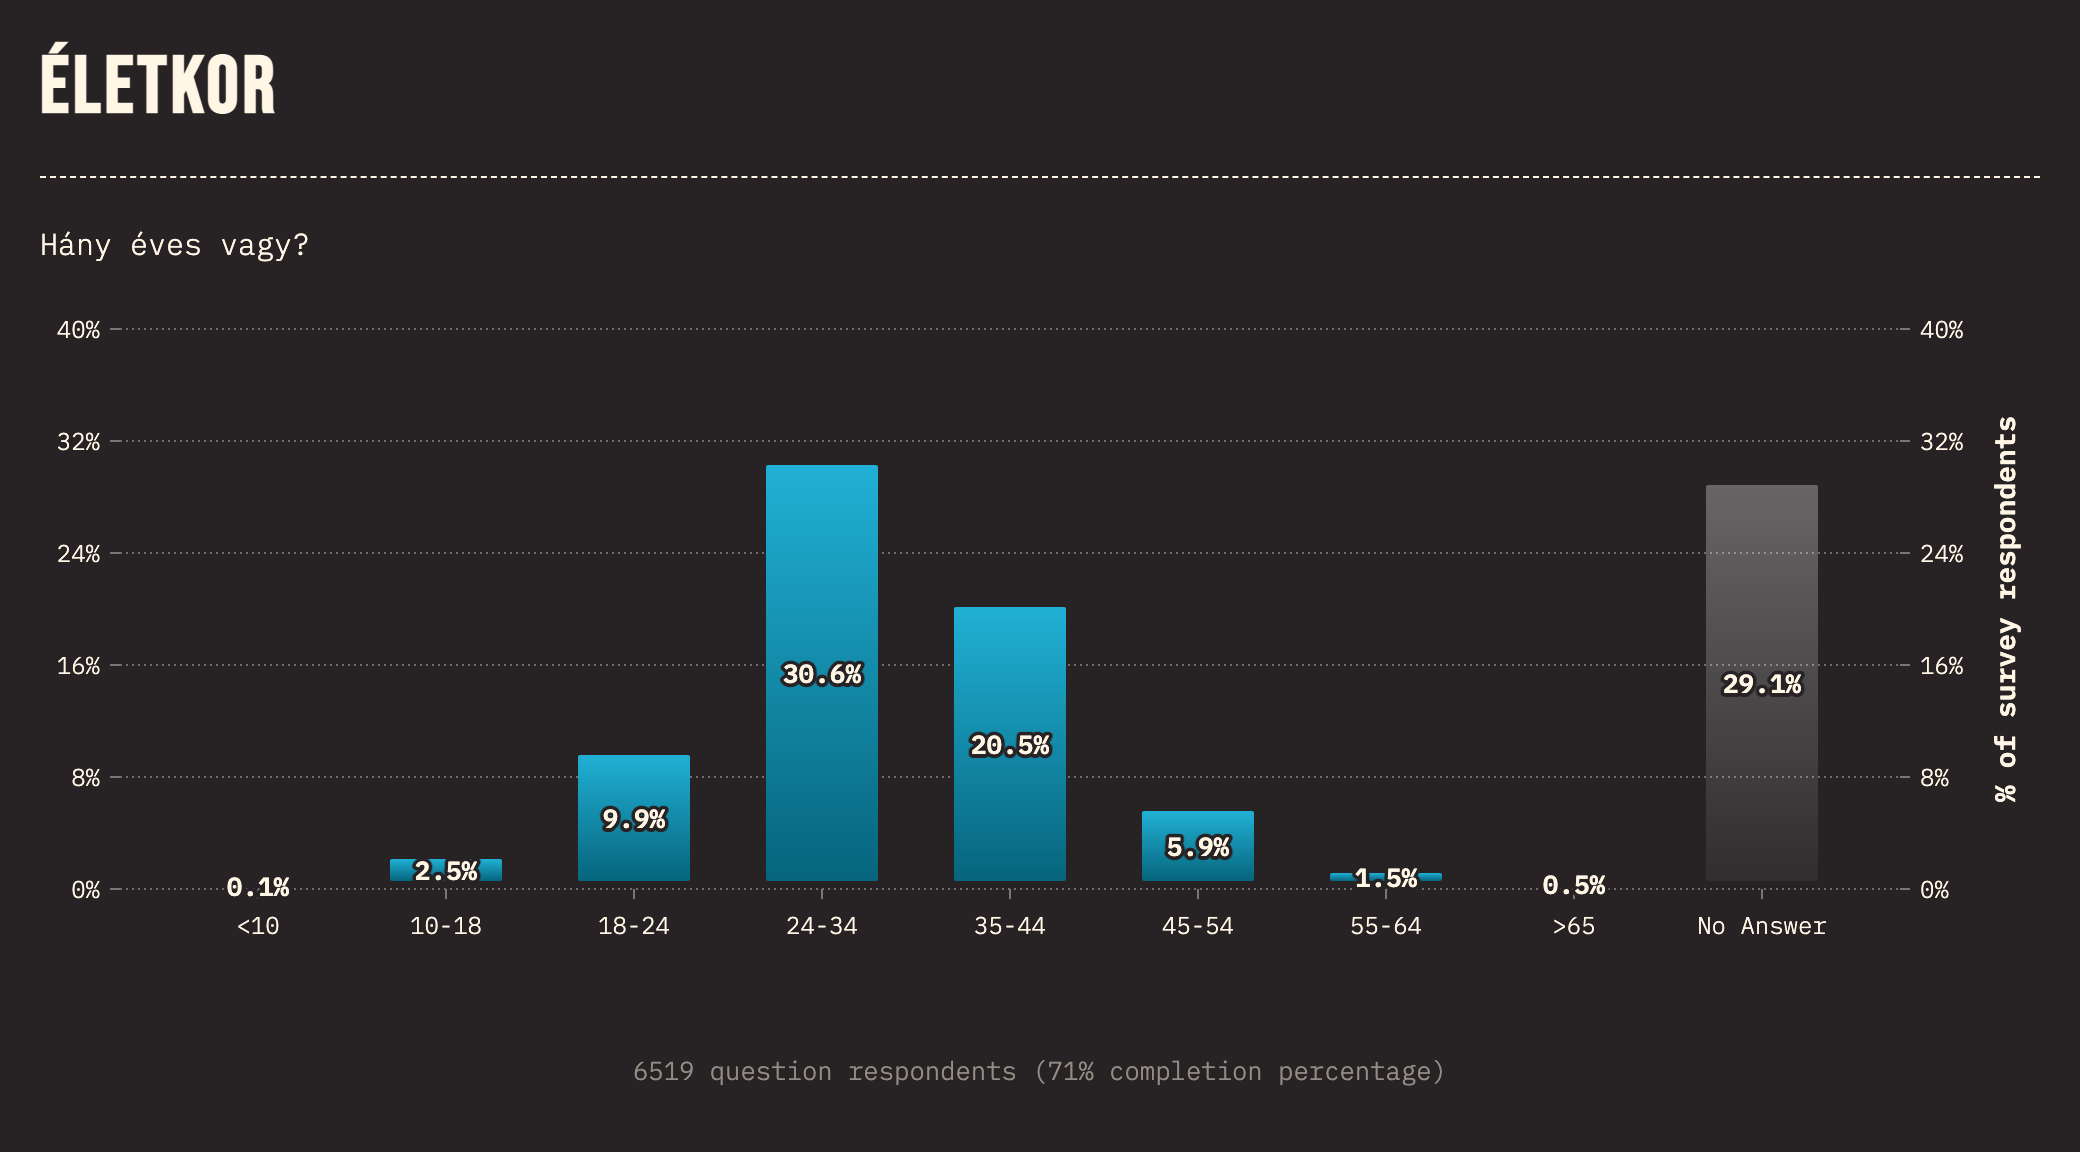 ÉLETKOR
Hány éves vagy?
40% 40%
32% 32%
24% 24%
16% 16%
8% 8%
0% 0%
0.1% 2.5% 9.9% 30.6% 20.5% 5.9% 1.5% 0.5% 29.1%
<10 10-18 18-24 24-34 35-44 45-54 55-64 >65 No Answer
% of survey respoupeuts
6519 question respondents (71% completion percentage)